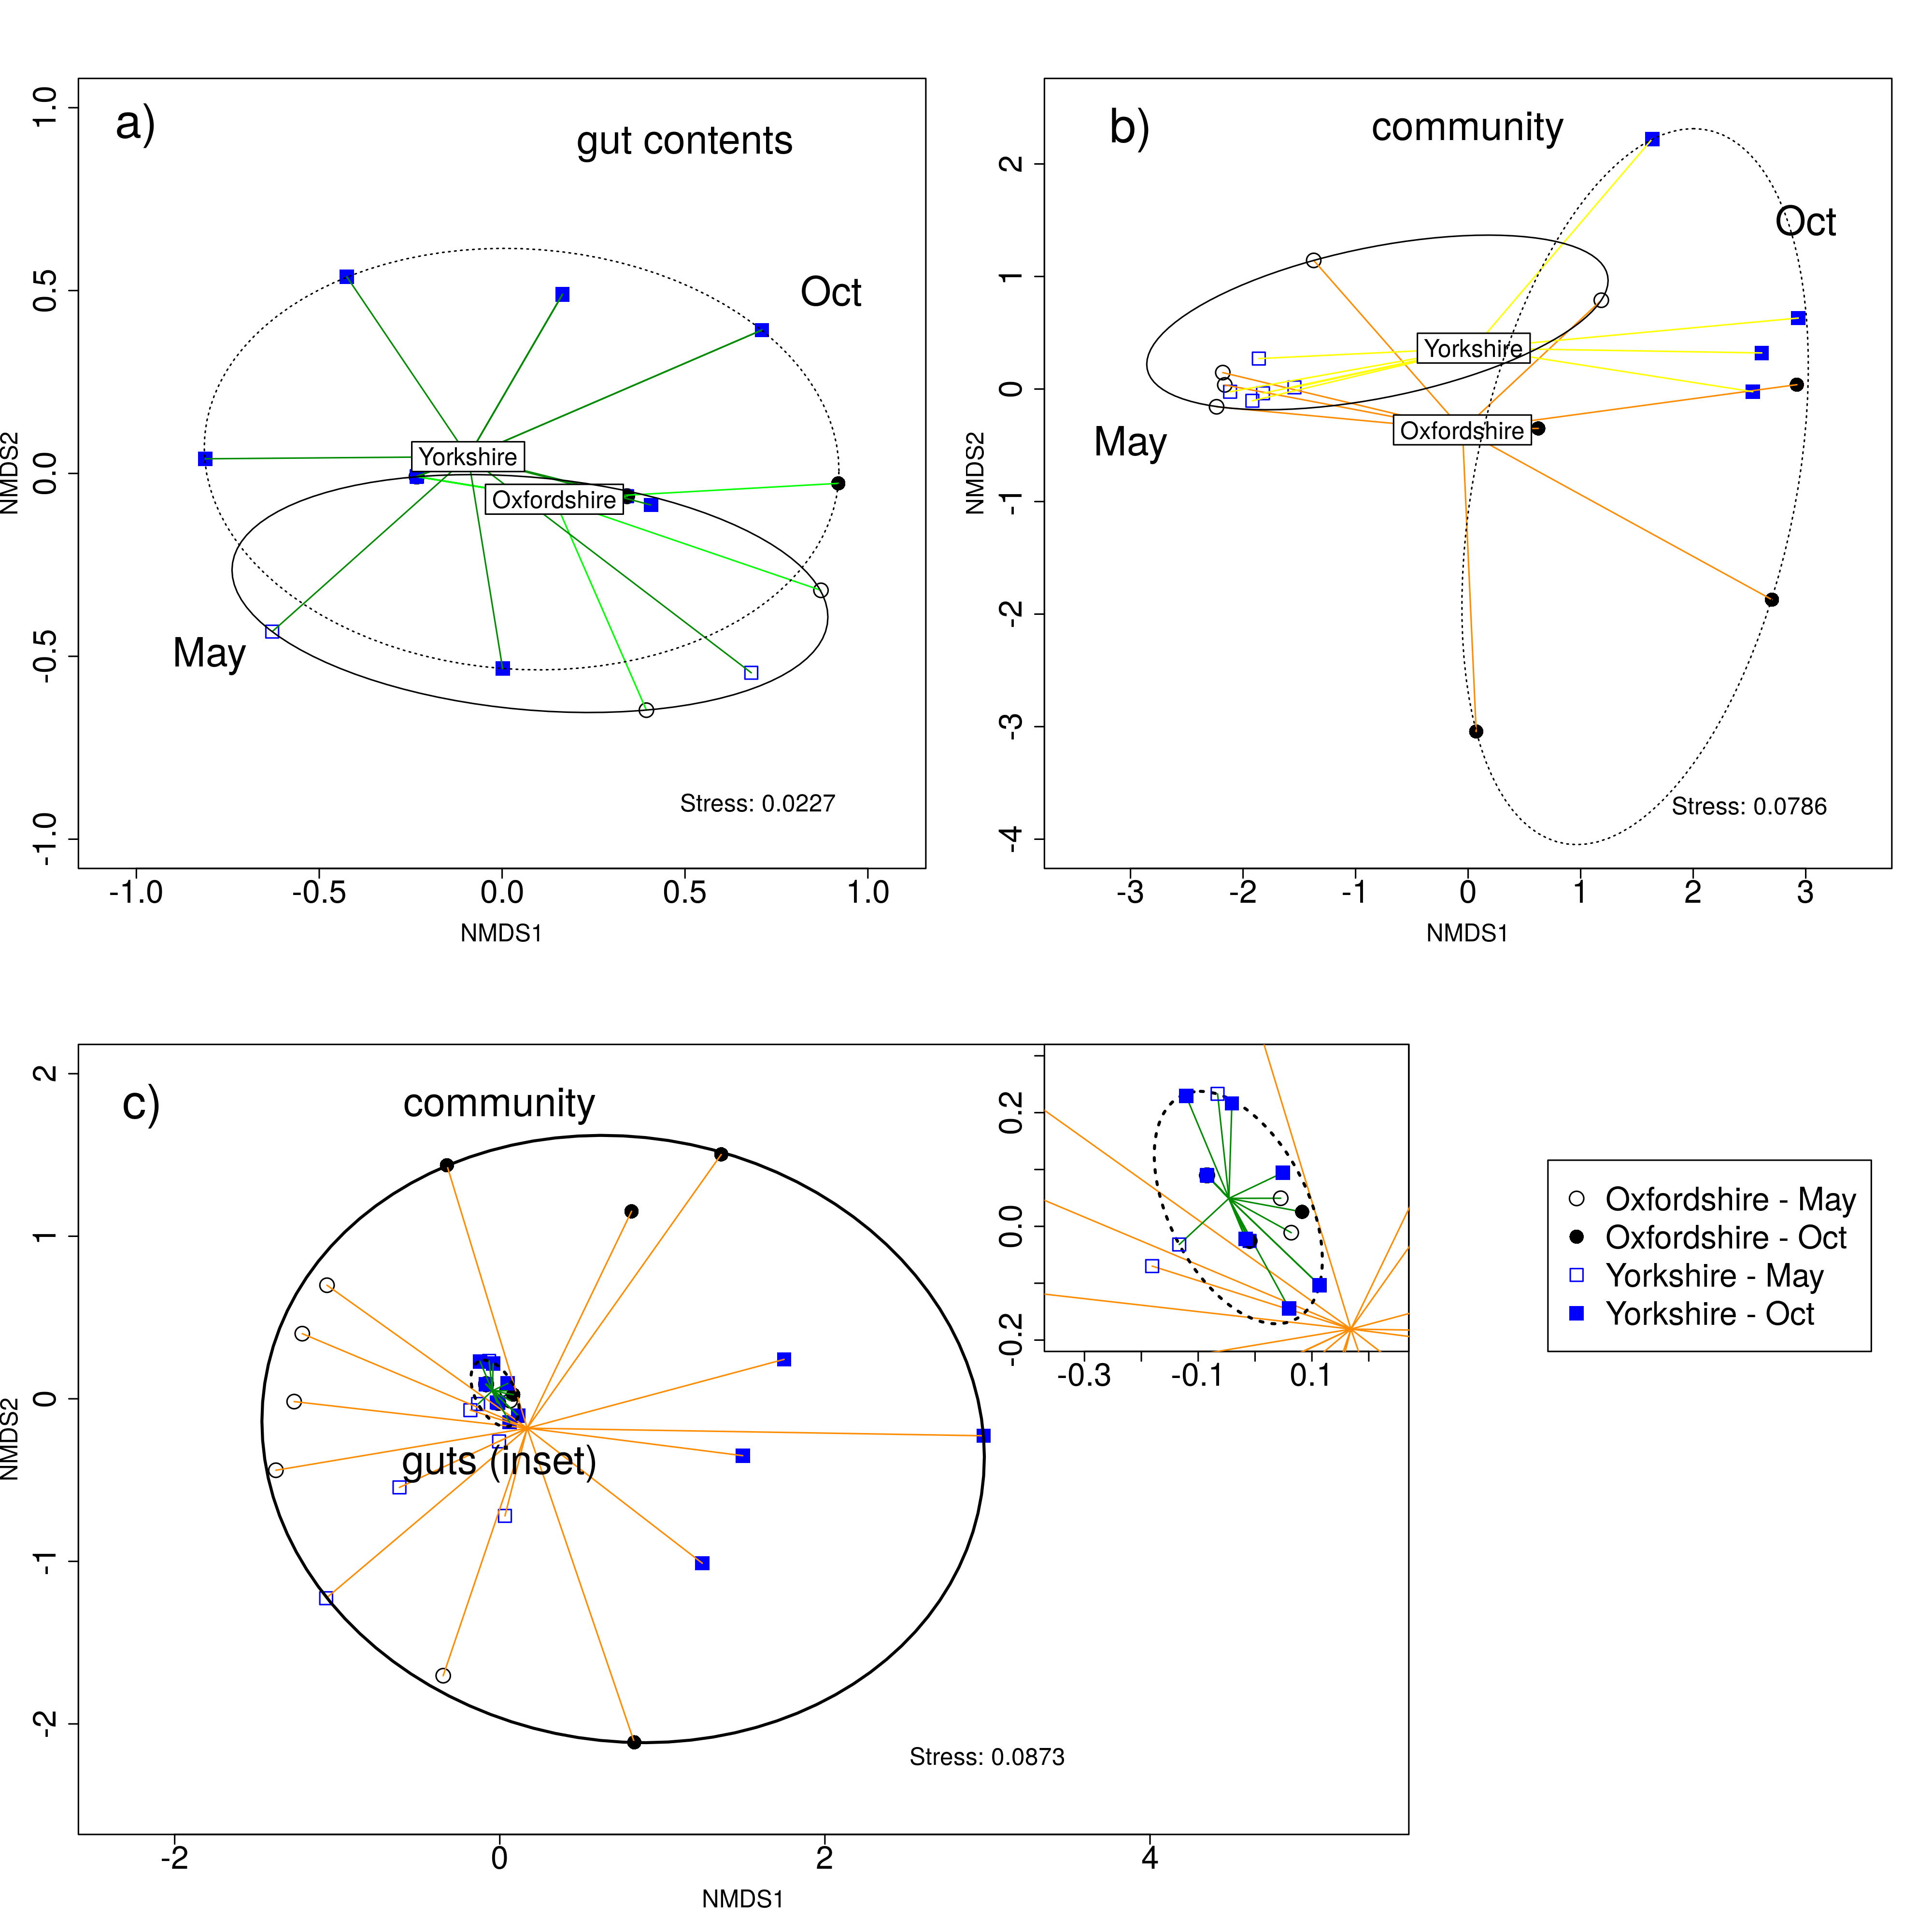 a)
gut contents
1.0
0.5
0.0
-0.5
-1.0
NMDS2
Oct
Yorkshire
Oxfordshire
May
Stress: 0.0227
-1.0 -0.5 0.0 0.5 1.0
NMDS1
b)
community
2
1
0
-1
-2
-3
-4
NMDS2
Oct
Yorkshire
Oxfordshire
May
Stress: 0.0786
-3 -2 -1 0 1 2 3
NMDS1
c)
community
2
1
0
-1
-2
NMDS2
guts (inset)
Stress: 0.0873
-2 0 2 4
NMDS1
0.2
0.0
-0.2
-0.3 -0.1 0.1
Oxfordshire - May
Oxfordshire - Oct
Yorkshire - May
Yorkshire - Oct